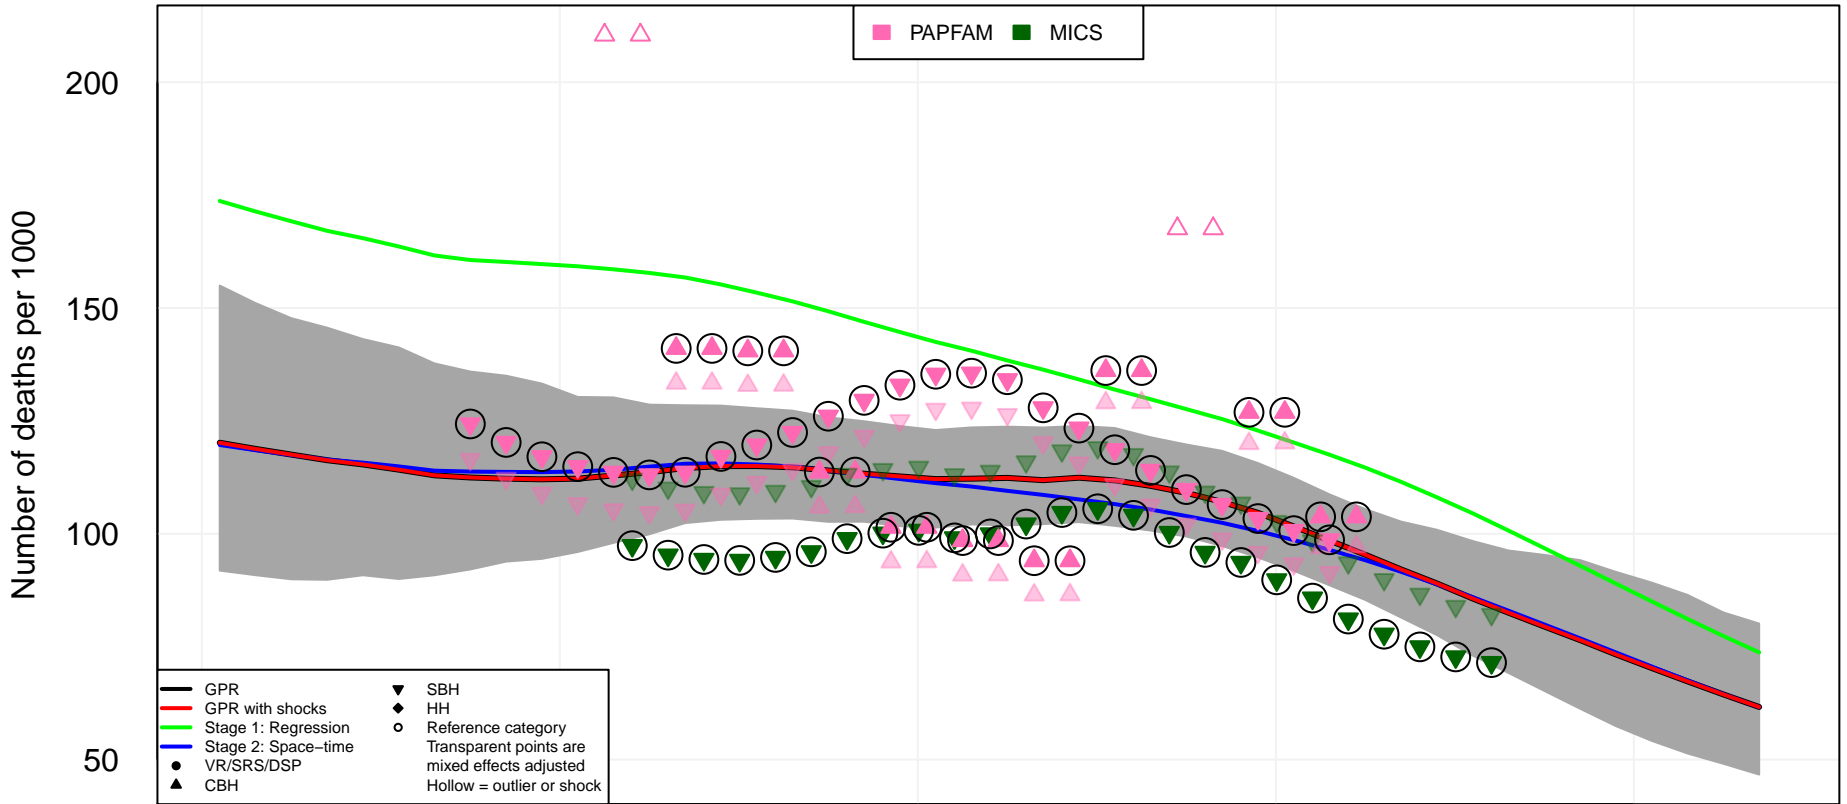 PAPFAM MICS
200
150
100
50
Number of deaths per 1000
GPR
GPR with shocks
Stage 1: Regression
Stage 2: Space−time
VR/SRS/DSP
CBH
SBH
HH
Reference category
Transparent points are
mixed effects adjusted
Hollow = outlier or shock